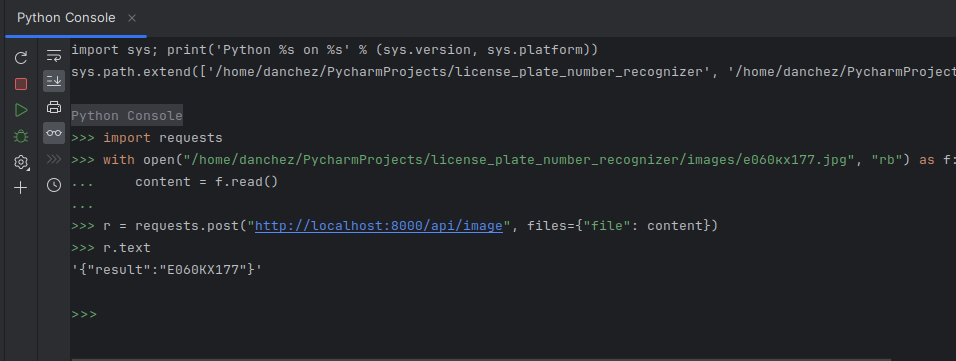 Python Console ×
import sys; print('Python %s on %s' % (sys.version, sys.platform))
sys.path.extend(['/home/danchez/PycharmProjects/license_plate_number_recognizer', '/home/danchez/PycharmProject
Python Console
>>> import requests
>>> with open("/home/danchez/PycharmProjects/license_plate_number_recognizer/images/е060кх177.jpg", "rb") as f:
...     content = f.read()
...
>>> r = requests.post("http://localhost:8000/api/image", files={"file": content})
>>> r.text
'{"result":"E060KX177"}'
>>>